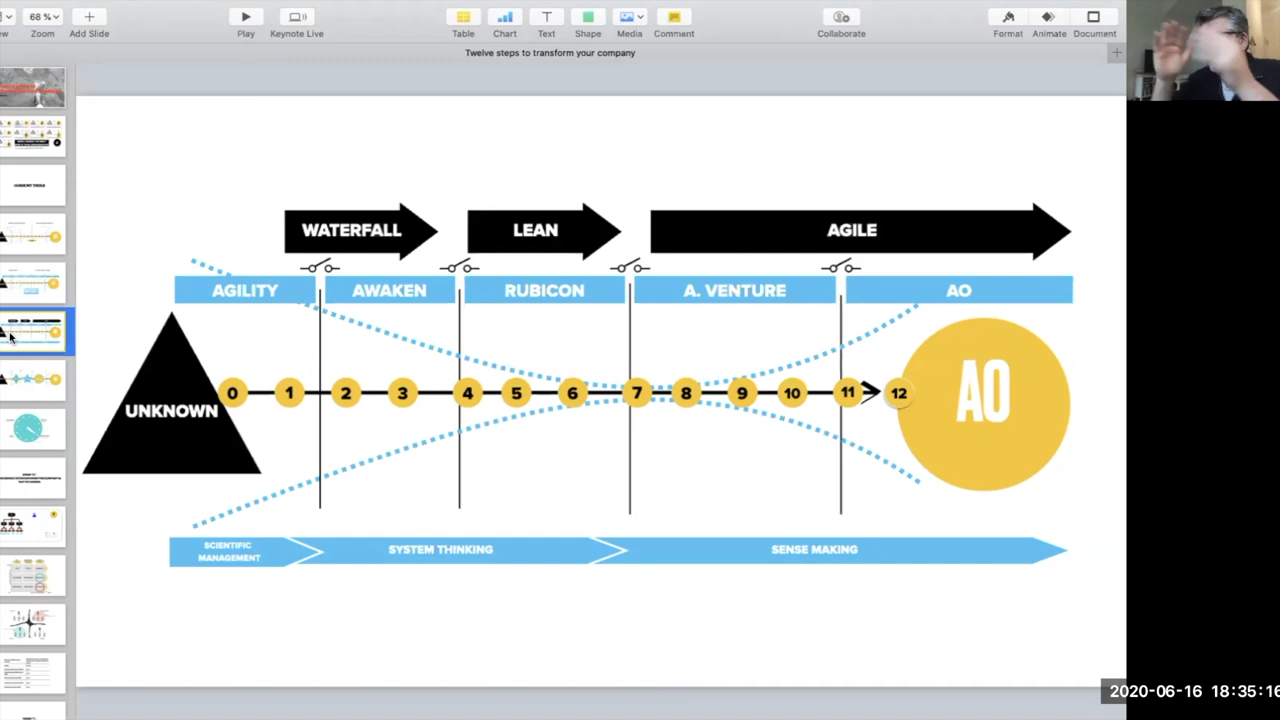 68 %
Zoom
Add Slide
Play
Keynote Live
Table
Chart
Text
Shape
Media
Comment
Collaborate
Format
Animate
Document
Twelve steps to transform your company
WATERFALL
LEAN
AGILE
AGILITY
AWAKEN
RUBICON
A. VENTURE
AO
UNKNOWN
0 1 2 3 4 5 6 7 8 9 10 11 12
AO
SCIENTIFIC
MANAGEMENT
SYSTEM THINKING
SENSE MAKING
2020-06-16 18:35:16